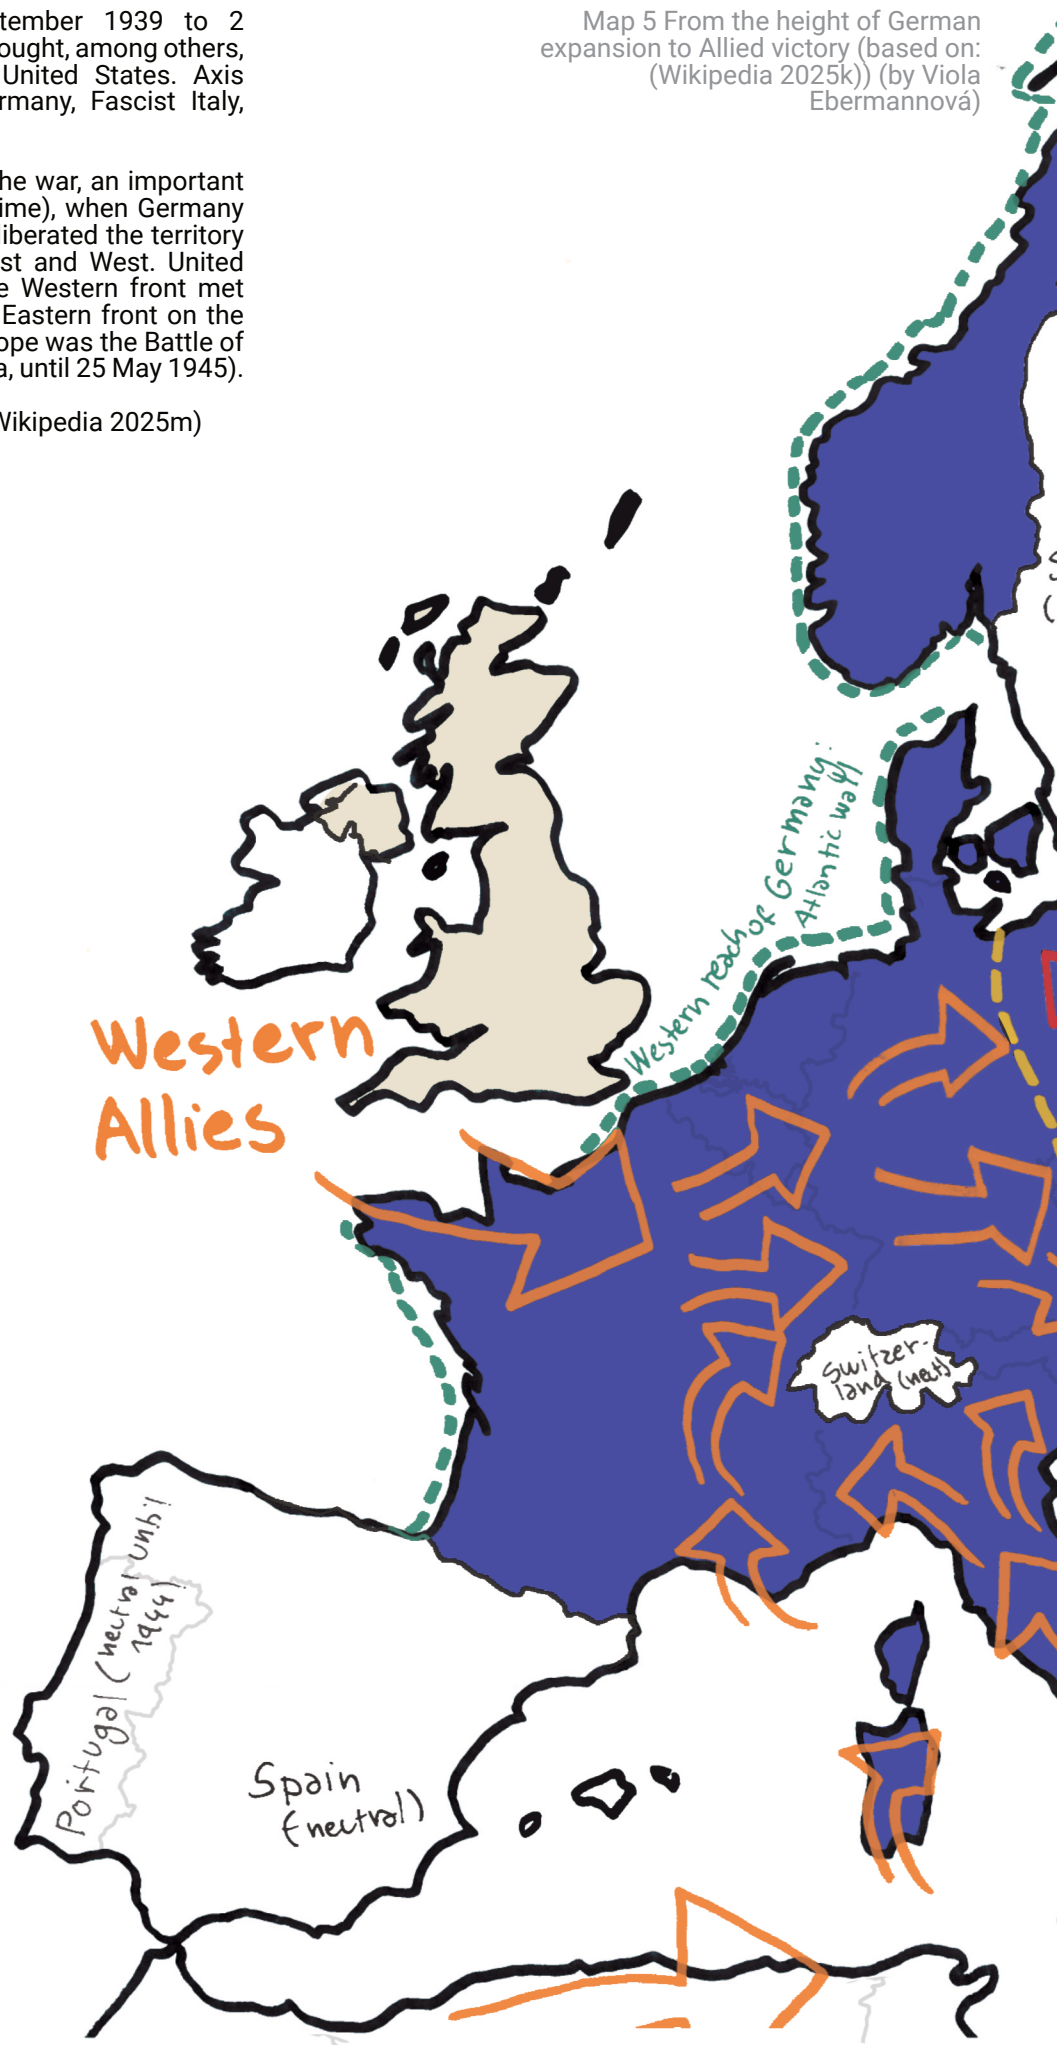 tember 1939 to 2
ought, among others,
United States. Axis
rmany, Fascist Italy,
he war, an important
ime), when Germany
liberated the territory
st and West. United
e Western front met
Eastern front on the
ope was the Battle of
a, until 25 May 1945).
Wikipedia 2025m)
Map 5 From the height of German
expansion to Allied victory (based on:
(Wikipedia 2025k)) (by Viola
Ebermannová)
Western reach of Germany:
Atlantic wall
Western
Allies
Switzer-
land (neut)
Portugal (neutral until
1944)
Spain
(neutral)